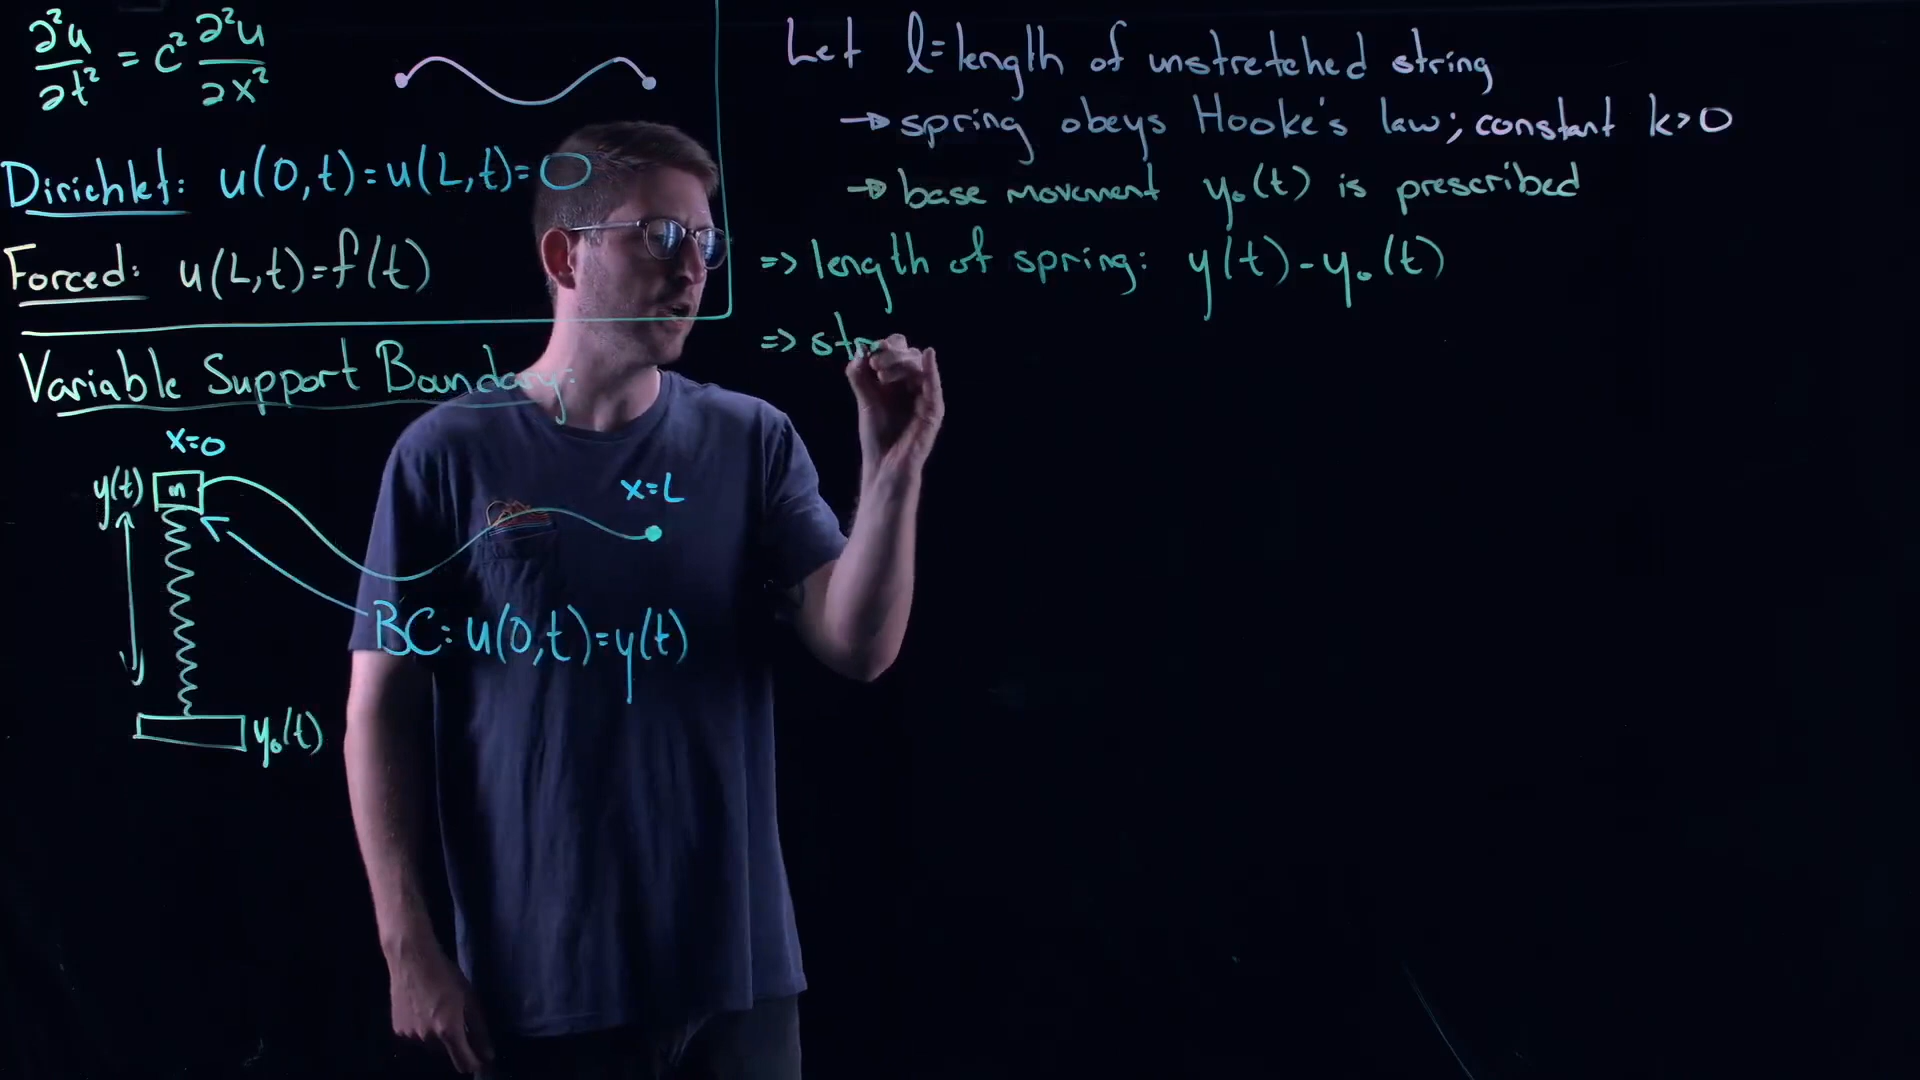 ∂²u/∂t² = c² ∂²u/∂x²
Dirichlet: u(0,t)=u(L,t)=0
Forced: u(L,t)=f(t)
Variable Support Boundary:
x=0
y(t)
m
x=L
BC: u(0,t)=y(t)
y₀(t)
Let l=length of unstretched string
→ spring obeys Hooke's law; constant k>0
→ base movement y₀(t) is prescribed
=> length of spring: y(t)-y₀(t)
=> str